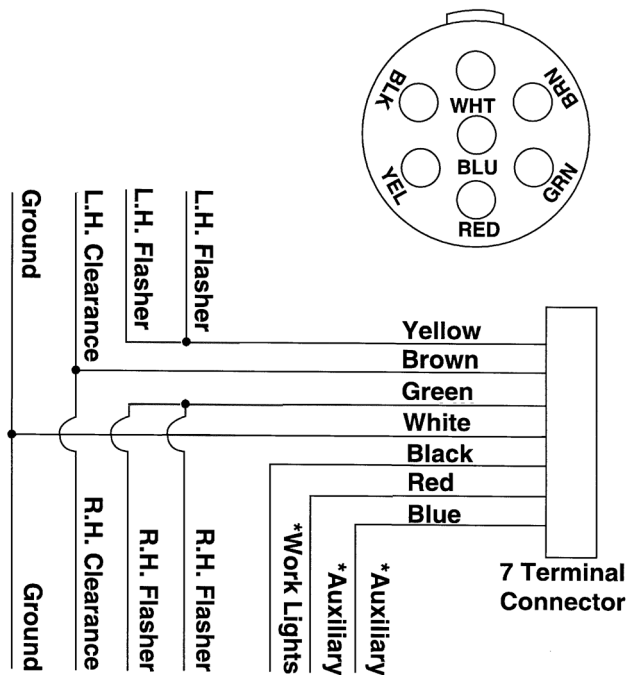 BLK
WHT
BRN
BLU
YEL
GRN
RED
Ground
L.H. Clearance
L.H. Flasher
L.H. Flasher
Yellow
Brown
Green
White
Black
Red
Blue
Ground
R.H. Clearance
R.H. Flasher
R.H. Flasher
*Work Lights
*Auxiliary
*Auxiliary
7 Terminal
Connector